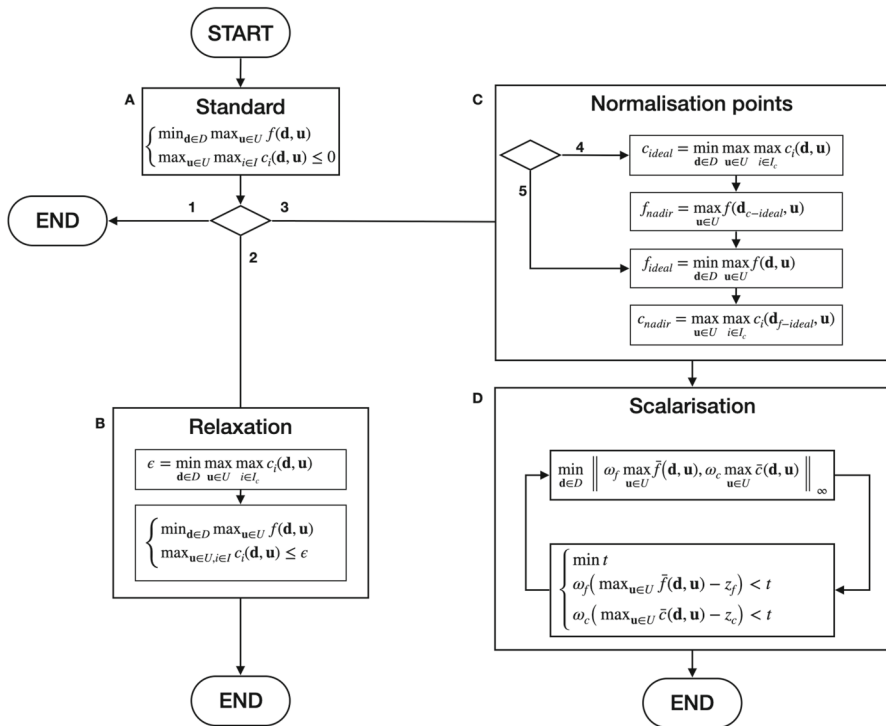 START
A
Standard
min_{d∈D} max_{u∈U} f(d, u)
max_{u∈U} max_{i∈I} c_i(d, u) ≤ 0
END
1
3
2
B
Relaxation
ϵ = min_{d∈D} max_{u∈U} max_{i∈I_c} c_i(d, u)
min_{d∈D} max_{u∈U} f(d, u)
max_{u∈U,i∈I} c_i(d, u) ≤ ϵ
END
C
Normalisation points
4
5
c_{ideal} = min_{d∈D} max_{u∈U} max_{i∈I_c} c_i(d, u)
f_{nadir} = max_{u∈U} f(d_{c−ideal}, u)
f_{ideal} = min_{d∈D} max_{u∈U} f(d, u)
c_{nadir} = max_{u∈U} max_{i∈I_c} c_i(d_{f−ideal}, u)
D
Scalarisation
min_{d∈D} ‖ ω_f max_{u∈U} f̄(d, u), ω_c max_{u∈U} c̄(d, u) ‖_∞
min t
ω_f( max_{u∈U} f̄(d, u) − z_f) < t
ω_c( max_{u∈U} c̄(d, u) − z_c) < t
END